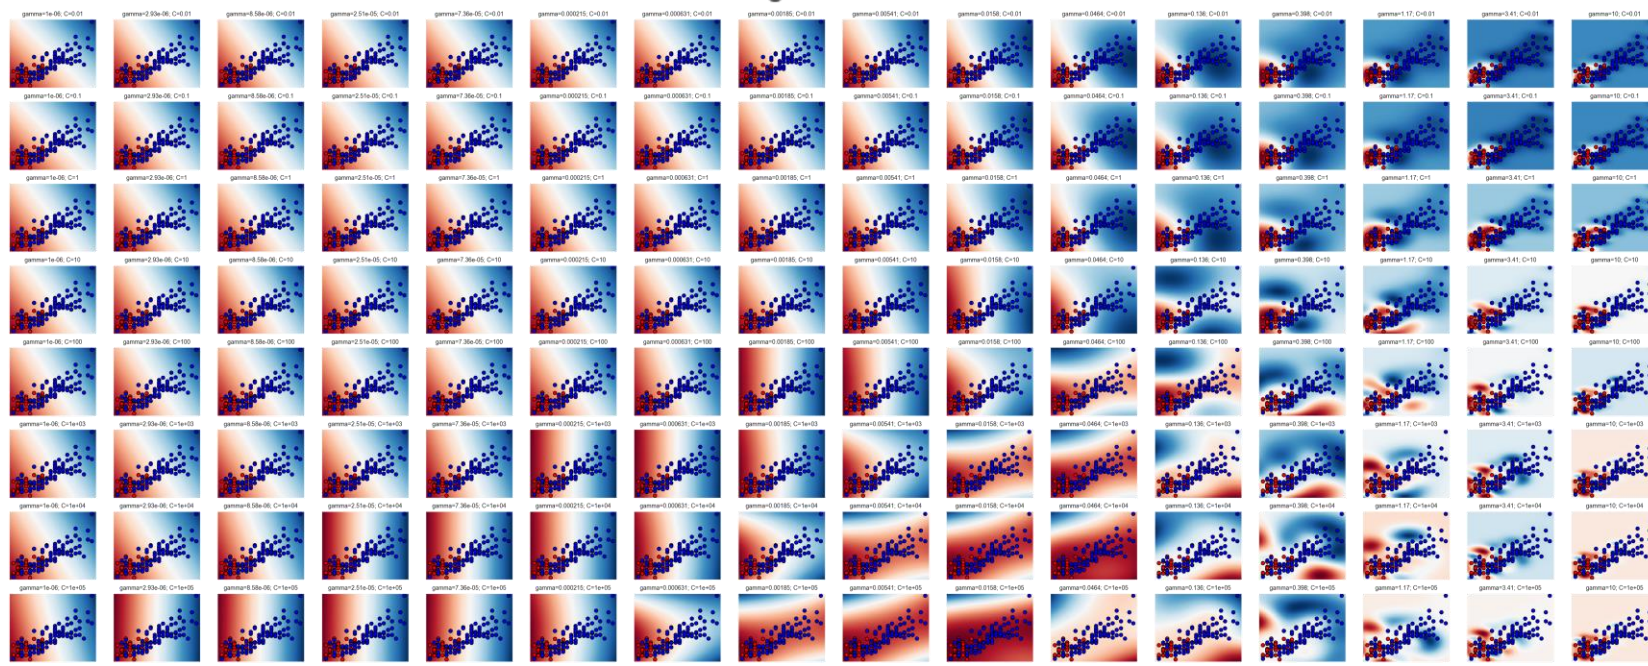 gamma=1e-06; C=0.01 gamma=2.93e-06; C=0.01 gamma=8.58e-06; C=0.01 gamma=2.51e-05; C=0.01 gamma=7.36e-05; C=0.01 gamma=0.000215; C=0.01 gamma=0.000631; C=0.01 gamma=0.00185; C=0.01 gamma=0.00541; C=0.01 gamma=0.0158; C=0.01 gamma=0.0464; C=0.01 gamma=0.136; C=0.01 gamma=0.398; C=0.01 gamma=1.17; C=0.01 gamma=3.41; C=0.01 gamma=10; C=0.01
gamma=1e-06; C=0.1 gamma=2.93e-06; C=0.1 gamma=8.58e-06; C=0.1 gamma=2.51e-05; C=0.1 gamma=7.36e-05; C=0.1 gamma=0.000215; C=0.1 gamma=0.000631; C=0.1 gamma=0.00185; C=0.1 gamma=0.00541; C=0.1 gamma=0.0158; C=0.1 gamma=0.0464; C=0.1 gamma=0.136; C=0.1 gamma=0.398; C=0.1 gamma=1.17; C=0.1 gamma=3.41; C=0.1 gamma=10; C=0.1
gamma=1e-06; C=1 gamma=2.93e-06; C=1 gamma=8.58e-06; C=1 gamma=2.51e-05; C=1 gamma=7.36e-05; C=1 gamma=0.000215; C=1 gamma=0.000631; C=1 gamma=0.00185; C=1 gamma=0.00541; C=1 gamma=0.0158; C=1 gamma=0.0464; C=1 gamma=0.136; C=1 gamma=0.398; C=1 gamma=1.17; C=1 gamma=3.41; C=1 gamma=10; C=1
gamma=1e-06; C=10 gamma=2.93e-06; C=10 gamma=8.58e-06; C=10 gamma=2.51e-05; C=10 gamma=7.36e-05; C=10 gamma=0.000215; C=10 gamma=0.000631; C=10 gamma=0.00185; C=10 gamma=0.00541; C=10 gamma=0.0158; C=10 gamma=0.0464; C=10 gamma=0.136; C=10 gamma=0.398; C=10 gamma=1.17; C=10 gamma=3.41; C=10 gamma=10; C=10
gamma=1e-06; C=100 gamma=2.93e-06; C=100 gamma=8.58e-06; C=100 gamma=2.51e-05; C=100 gamma=7.36e-05; C=100 gamma=0.000215; C=100 gamma=0.000631; C=100 gamma=0.00185; C=100 gamma=0.00541; C=100 gamma=0.0158; C=100 gamma=0.0464; C=100 gamma=0.136; C=100 gamma=0.398; C=100 gamma=1.17; C=100 gamma=3.41; C=100 gamma=10; C=100
gamma=1e-06; C=1e+03 gamma=2.93e-06; C=1e+03 gamma=8.58e-06; C=1e+03 gamma=2.51e-05; C=1e+03 gamma=7.36e-05; C=1e+03 gamma=0.000215; C=1e+03 gamma=0.000631; C=1e+03 gamma=0.00185; C=1e+03 gamma=0.00541; C=1e+03 gamma=0.0158; C=1e+03 gamma=0.0464; C=1e+03 gamma=0.136; C=1e+03 gamma=0.398; C=1e+03 gamma=1.17; C=1e+03 gamma=3.41; C=1e+03 gamma=10; C=1e+03
gamma=1e-06; C=1e+04 gamma=2.93e-06; C=1e+04 gamma=8.58e-06; C=1e+04 gamma=2.51e-05; C=1e+04 gamma=7.36e-05; C=1e+04 gamma=0.000215; C=1e+04 gamma=0.000631; C=1e+04 gamma=0.00185; C=1e+04 gamma=0.00541; C=1e+04 gamma=0.0158; C=1e+04 gamma=0.0464; C=1e+04 gamma=0.136; C=1e+04 gamma=0.398; C=1e+04 gamma=1.17; C=1e+04 gamma=3.41; C=1e+04 gamma=10; C=1e+04
gamma=1e-06; C=1e+05 gamma=2.93e-06; C=1e+05 gamma=8.58e-06; C=1e+05 gamma=2.51e-05; C=1e+05 gamma=7.36e-05; C=1e+05 gamma=0.000215; C=1e+05 gamma=0.000631; C=1e+05 gamma=0.00185; C=1e+05 gamma=0.00541; C=1e+05 gamma=0.0158; C=1e+05 gamma=0.0464; C=1e+05 gamma=0.136; C=1e+05 gamma=0.398; C=1e+05 gamma=1.17; C=1e+05 gamma=3.41; C=1e+05 gamma=10; C=1e+05